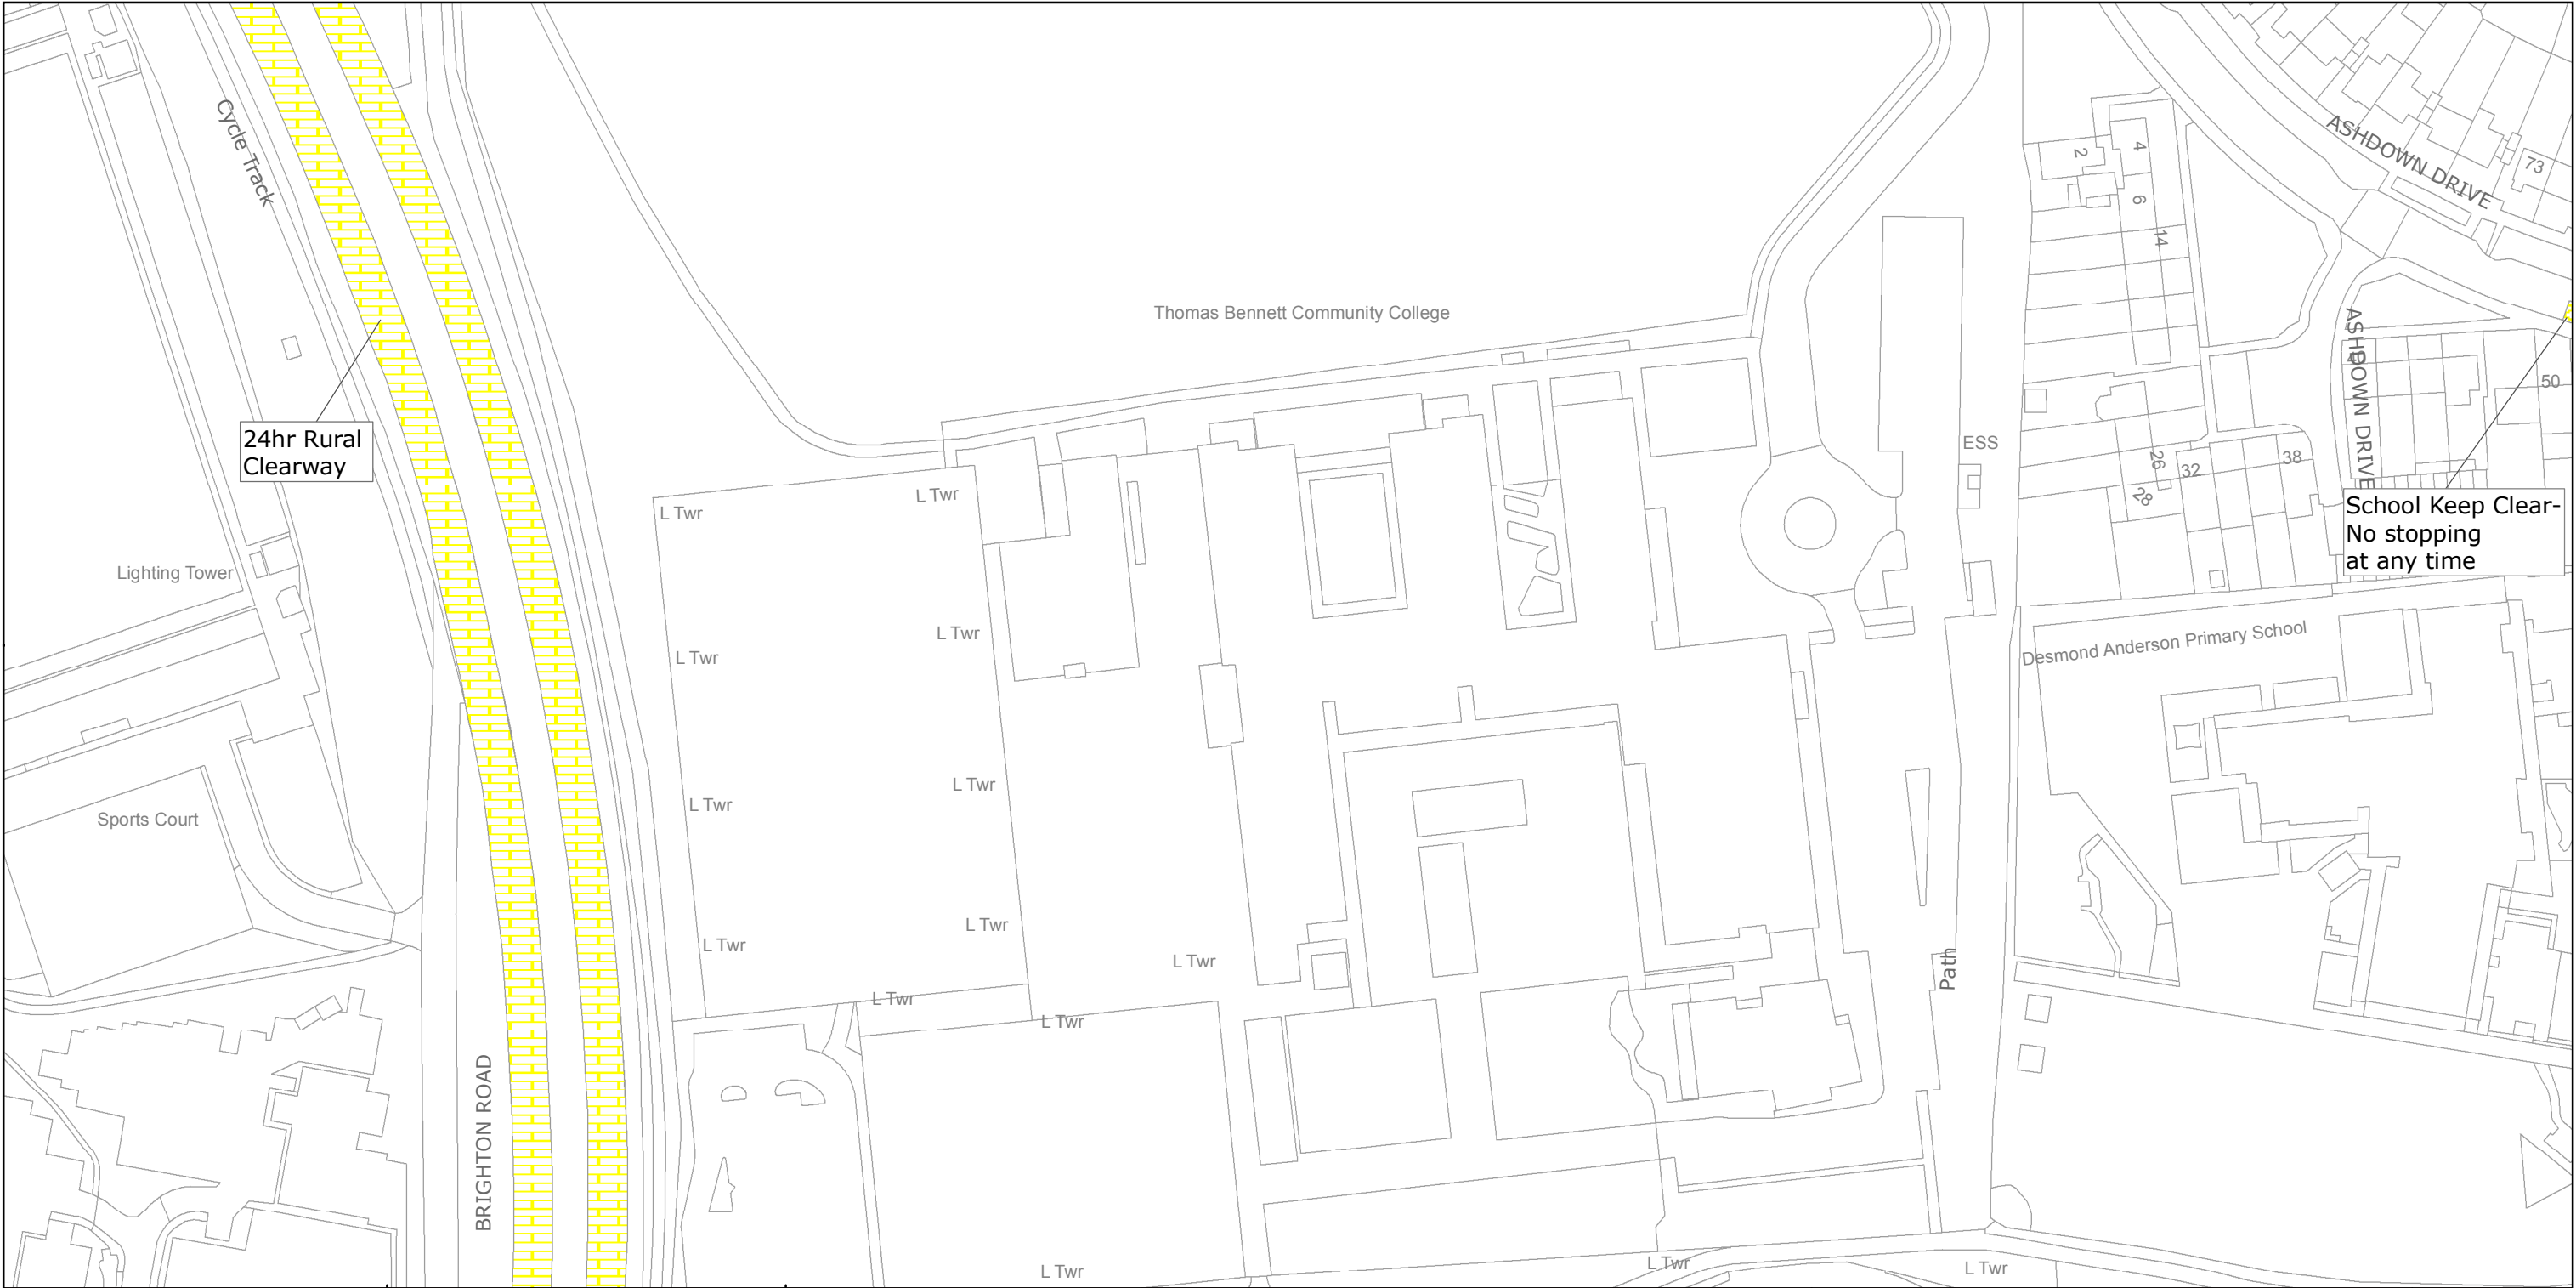 Cycle Track
ASHDOWN DRIVE
73
2
4
6
14
Thomas Bennett Community College
ASHDOWN DRIVE
50
24hr Rural
Clearway
ESS
26
28
32
38
L Twr
L Twr
School Keep Clear-
No stopping
at any time
Lighting Tower
L Twr
L Twr
Desmond Anderson Primary School
L Twr
L Twr
Sports Court
L Twr
L Twr
L Twr
Path
L Twr
L Twr
BRIGHTON ROAD
L Twr
L Twr
L Twr